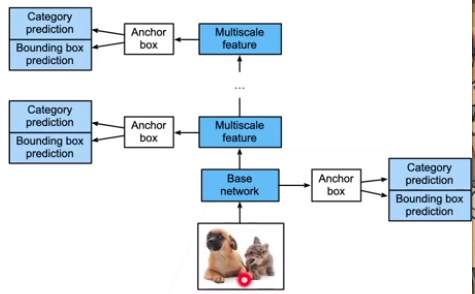 Category
prediction
Bounding box
prediction
Anchor
box
Multiscale
feature
...
Category
prediction
Bounding box
prediction
Anchor
box
Multiscale
feature
Base
network
Anchor
box
Category
prediction
Bounding box
prediction